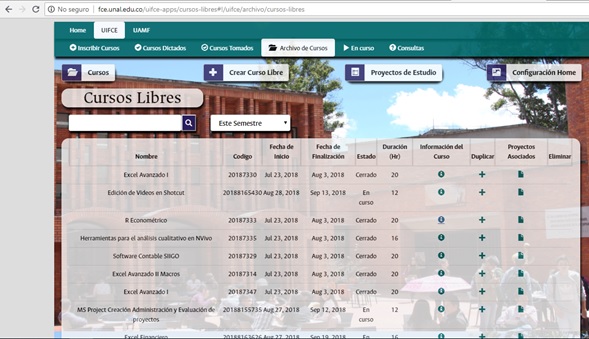 No seguro | fce.unal.edu.co/uifce-apps/cursos-libres#!/uifce/archivo/cursos-libres
Home UIFCE UAMF
Inscribir Cursos Cursos Dictados Cursos Tomados Archivo de Cursos En curso Consultas
Cursos Crear Curso Libre Proyectos de Estudio Configuración Home
Cursos Libres
Este Semestre
Nombre Codigo Fecha de Inicio Fecha de Finalización Estado Duración (Hr) Información del Curso Duplicar Proyectos Asociados Eliminar
Excel Avanzado I 20187330 Jul 23, 2018 Aug 3, 2018 Cerrado 20
Edición de Videos en Shotcut 20188165430 Aug 28, 2018 Sep 13, 2018 En curso 12
R Econométrico 20187333 Jul 23, 2018 Aug 3, 2018 Cerrado 20
Herramientas para el análisis cualitativo en NVivo 20187335 Jul 23, 2018 Aug 3, 2018 Cerrado 16
Software Contable SIIGO 20187329 Jul 23, 2018 Aug 3, 2018 Cerrado 20
Excel Avanzado II Macros 20187314 Jul 23, 2018 Aug 3, 2018 Cerrado 20
Excel Avanzado I 20187347 Jul 23, 2018 Aug 3, 2018 Cerrado 20
MS Project Creación Administración y Evaluación de proyectos 20188155735 Aug 27, 2018 Sep 12, 2018 En curso 12
Excel Financiero 20188163626 Aug 27, 2018 Sep 19, 2018 En 16